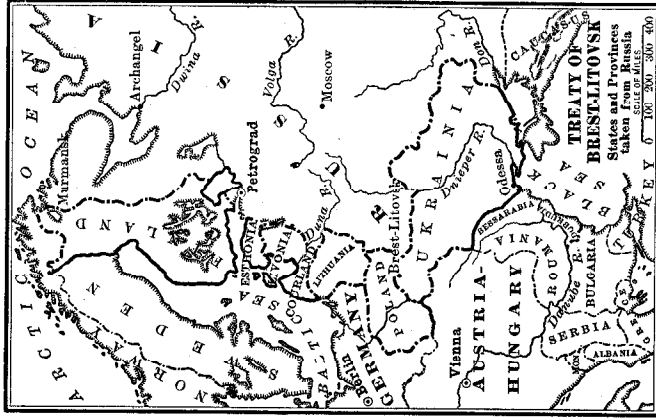 ARCTIC OCEAN
Murmansk
Archangel
Dwina R.
RUSSIA
NORWAY
SWEDEN
FINLAND
Petrograd
Volga R.
Moscow
ESTHONIA
LIVONIA
BALTIC SEA
COURLAND
Duna R.
LITHUANIA
Berlin
GERMANY
POLAND
Brest-Litovsk
UKRAINIA
Dnieper R.
Don R.
Vienna
AUSTRIA-
HUNGARY
BESSARABIA
Odessa
CAUCASUS
ROUMANIA
Danube R.
BLACK SEA
SERBIA
BULGARIA
MON
ALBANIA
GREECE
TURKEY
TREATY OF
BREST-LITOVSK
States and Provinces
taken from Russia
SCALE OF MILES
0 100 200 300 400